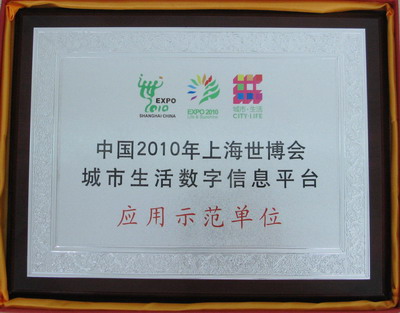 EXPO
2010
SHANGHAI CHINA
EXPO 2010
城市·生活
CITY·LIFE
中国2010年上海世博会
城市生活数字信息平台
应用示范单位